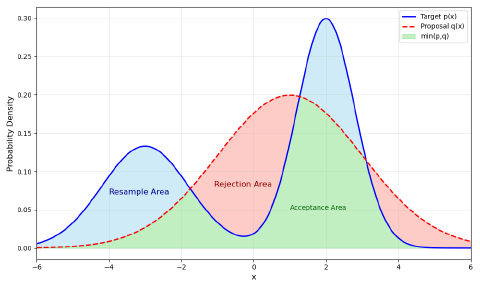 Target p(x)
Proposal q(x)
min(p,q)
Probability Density
0.30
0.25
0.20
0.15
0.10
0.05
0.00
Resample Area
Rejection Area
Acceptance Area
−6 −4 −2 0 2 4 6
x